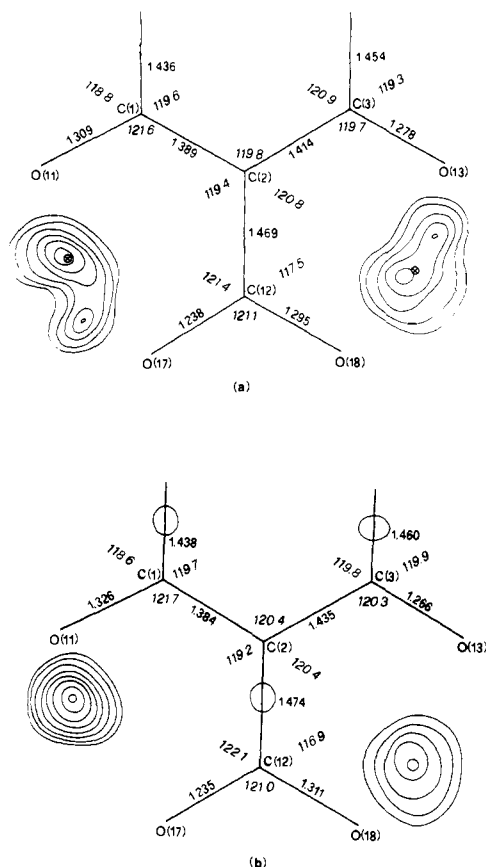 1·436
1·454
118·8
C(1)
119·6
120·9
C(3)
119·3
1·309
121·6
1·389
119·8
1·414
119·7
1·278
O(11)
119·4
C(2)
120·8
O(13)
1·469
117·5
121·4
C(12)
1·238
121·1
1·295
O(17)
O(18)
(a)
1.438
1.460
118·6
C(1)
119·7
119·8
C(3)
119·9
1.326
121·7
1.384
120·4
1.435
120·3
1.266
O(11)
119·2
C(2)
120·4
O(13)
1.474
122·1
C(12)
116·9
1.235
121·0
1.311
O(17)
O(18)
(b)